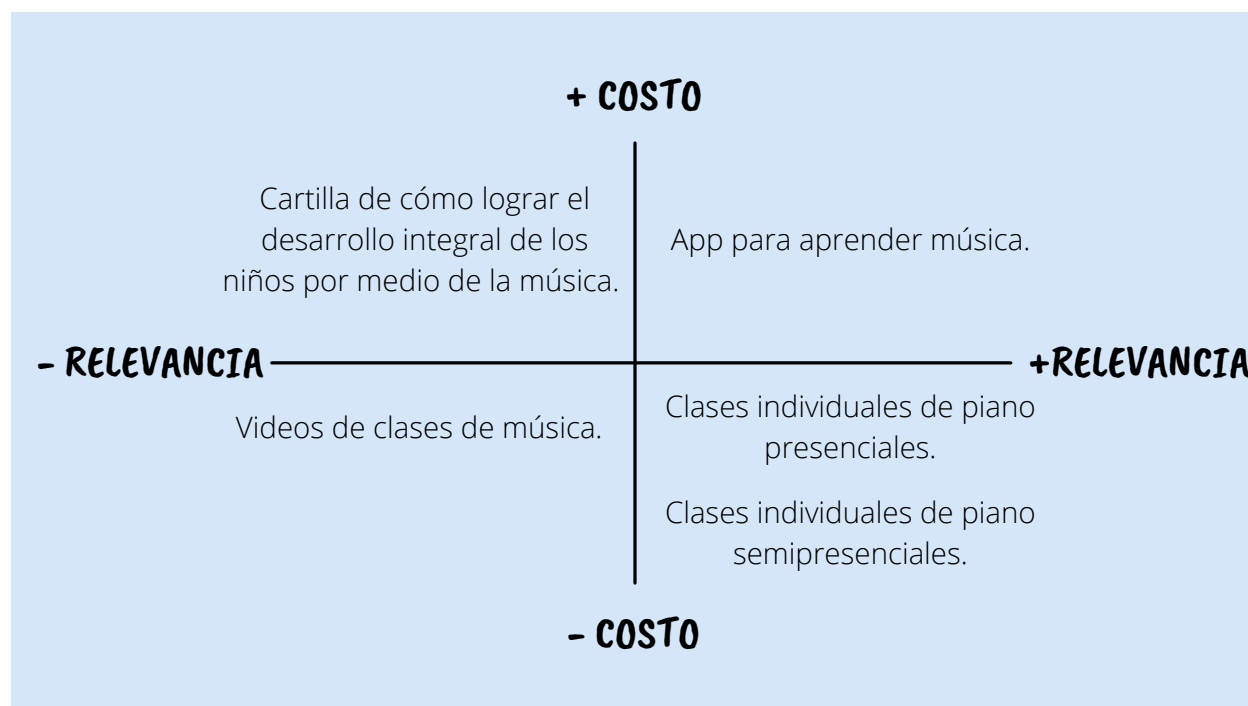 + COSTO
Cartilla de cómo lograr el
desarrollo integral de los
niños por medio de la música.
App para aprender música.
- RELEVANCIA
+RELEVANCIA
Videos de clases de música.
Clases individuales de piano
presenciales.
Clases individuales de piano
semipresenciales.
- COSTO